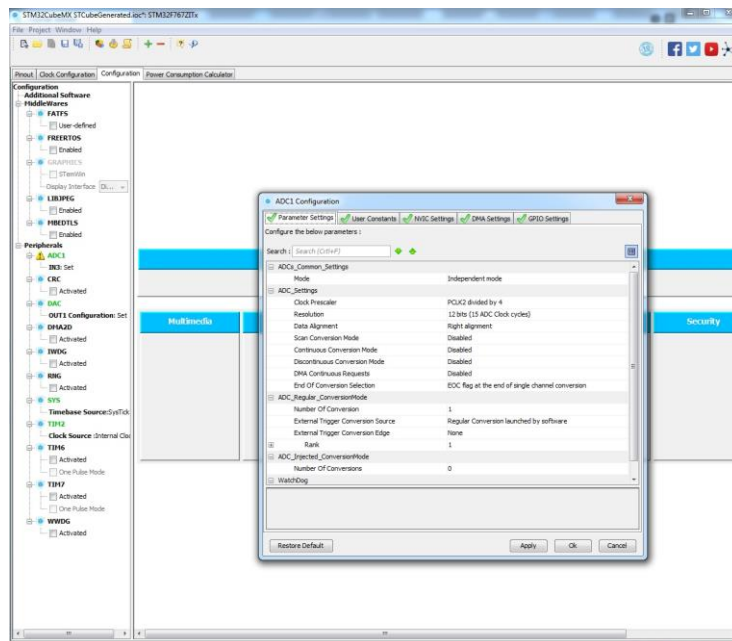 STM32CubeMX STCubeGenerated.ioc*: STM32F767ZITx
File Project Window Help
Pinout Clock Configuration Configuration Power Consumption Calculator
Configuration
Additional Software
MiddleWares
FATFS
User-defined
FREERTOS
Enabled
GRAPHICS
STemWin
Display Interface Di...
LIBJPEG
Enabled
MBEDTLS
Enabled
Peripherals
ADC1
IN3: Set
CRC
Activated
DAC
OUT1 Configuration: Set
DMA2D
Activated
IWDG
Activated
RNG
Activated
SYS
Timebase Source:SysTick
TIM2
Clock Source :Internal Clo
TIM6
Activated
One Pulse Mode
TIM7
Activated
One Pulse Mode
WWDG
Activated
Multimedia
Security
ADC1 Configuration
Parameter Settings User Constants NVIC Settings DMA Settings GPIO Settings
Configure the below parameters :
Search : Search (Ctrl+F)
ADCs_Common_Settings
Mode Independent mode
ADC_Settings
Clock Prescaler PCLK2 divided by 4
Resolution 12 bits (15 ADC Clock cycles)
Data Alignment Right alignment
Scan Conversion Mode Disabled
Continuous Conversion Mode Disabled
Discontinuous Conversion Mode Disabled
DMA Continuous Requests Disabled
End Of Conversion Selection EOC flag at the end of single channel conversion
ADC_Regular_ConversionMode
Number Of Conversion 1
External Trigger Conversion Source Regular Conversion launched by software
External Trigger Conversion Edge None
Rank 1
ADC_Injected_ConversionMode
Number Of Conversions 0
WatchDog
Restore Default Apply Ok Cancel